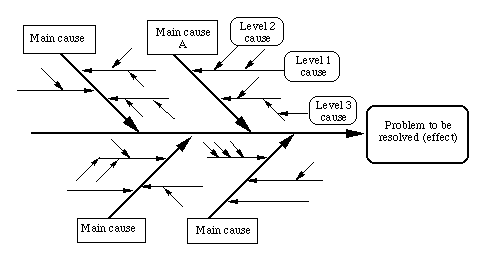 Main cause
Main cause
A
Level 2
cause
Level 1
cause
Level 3
cause
Problem to be
resolved (effect)
Main cause
Main cause